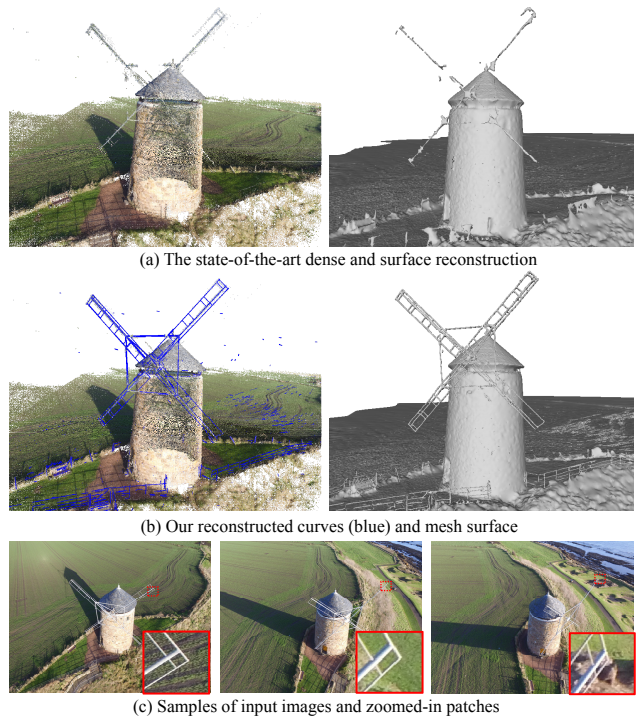 (a) The state-of-the-art dense and surface reconstruction
(b) Our reconstructed curves (blue) and mesh surface
(c) Samples of input images and zoomed-in patches